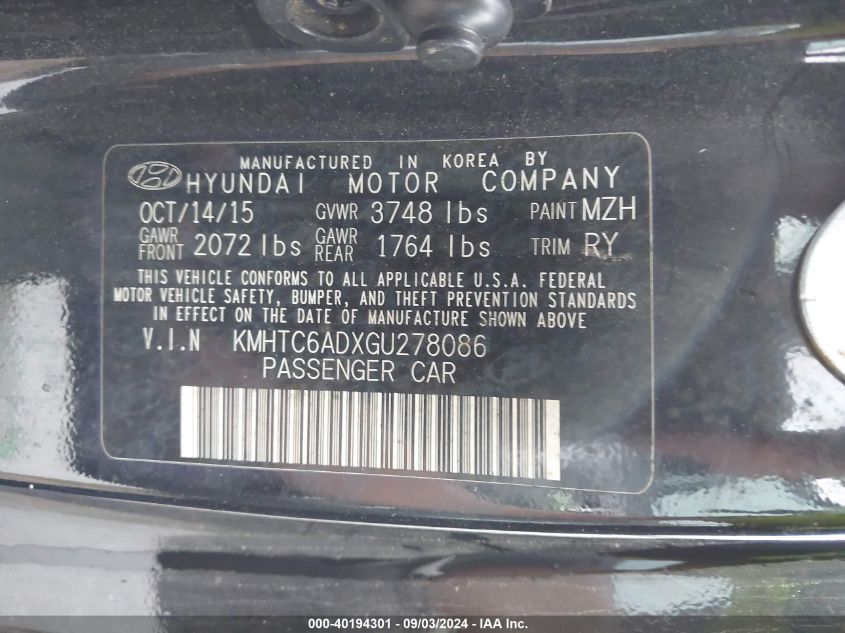 MANUFACTURED IN KOREA BY
HYUNDAI MOTOR COMPANY
OCT/14/15 GVWR 3748 lbs PAINT MZH
GAWR FRONT 2072 lbs GAWR REAR 1764 lbs TRIM RY
THIS VEHICLE CONFORMS TO ALL APPLICABLE U.S.A. FEDERAL
MOTOR VEHICLE SAFETY, BUMPER, AND THEFT PREVENTION STANDARDS
IN EFFECT ON THE DATE OF MANUFACTURE SHOWN ABOVE.
V.I.N KMHTC6ADXGU278086
PASSENGER CAR
000-40194301 - 09/03/2024 - IAA Inc.